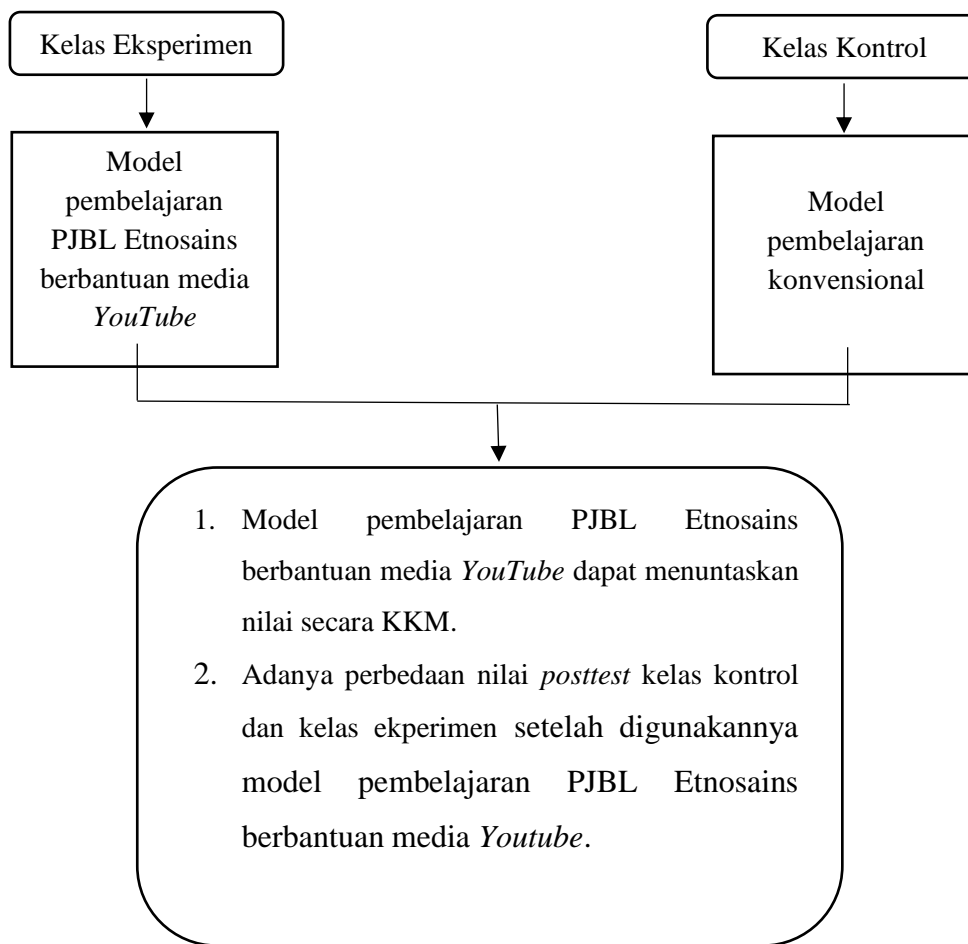 Kelas Eksperimen
Kelas Kontrol
Model
pembelajaran
PJBL Etnosains
berbantuan media
YouTube
Model
pembelajaran
konvensional
1. Model pembelajaran PJBL Etnosains
berbantuan media YouTube dapat menuntaskan
nilai secara KKM.
2. Adanya perbedaan nilai posttest kelas kontrol
dan kelas ekperimen setelah digunakannya
model pembelajaran PJBL Etnosains
berbantuan media Youtube.